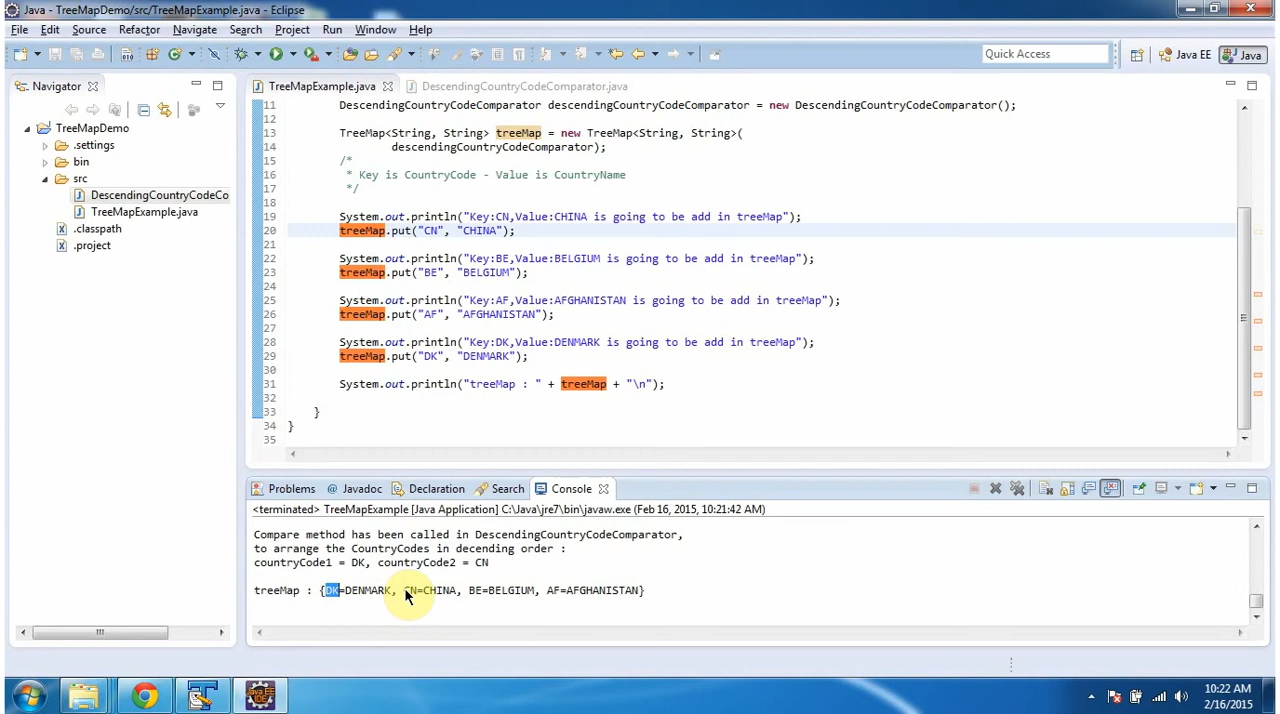 Java - TreeMapDemo/src/TreeMapExample.java - Eclipse
File Edit Source Refactor Navigate Search Project Run Window Help
Quick Access
Java EE
Java
Navigator
TreeMapDemo
.settings
bin
src
DescendingCountryCodeCo
TreeMapExample.java
.classpath
.project
TreeMapExample.java DescendingCountryCodeComparator.java
11 DescendingCountryCodeComparator descendingCountryCodeComparator = new DescendingCountryCodeComparator();
12
13 TreeMap<String, String> treeMap = new TreeMap<String, String>(
14 descendingCountryCodeComparator);
15 /*
16 * Key is CountryCode - Value is CountryName
17 */
18
19 System.out.println("Key:CN,Value:CHINA is going to be add in treeMap");
20 treeMap.put("CN", "CHINA");
21
22 System.out.println("Key:BE,Value:BELGIUM is going to be add in treeMap");
23 treeMap.put("BE", "BELGIUM");
24
25 System.out.println("Key:AF,Value:AFGHANISTAN is going to be add in treeMap");
26 treeMap.put("AF", "AFGHANISTAN");
27
28 System.out.println("Key:DK,Value:DENMARK is going to be add in treeMap");
29 treeMap.put("DK", "DENMARK");
30
31 System.out.println("treeMap : " + treeMap + "\n");
32
33 }
34 }
35
Problems @ Javadoc Declaration Search Console
<terminated> TreeMapExample [Java Application] C:\Java\jre7\bin\javaw.exe (Feb 16, 2015, 10:21:42 AM)
Compare method has been called in DescendingCountryCodeComparator,
to arrange the CountryCodes in decending order :
countryCode1 = DK, countryCode2 = CN
treeMap : {DK=DENMARK, CN=CHINA, BE=BELGIUM, AF=AFGHANISTAN}
Java EE
IDE
10:22 AM
2/16/2015